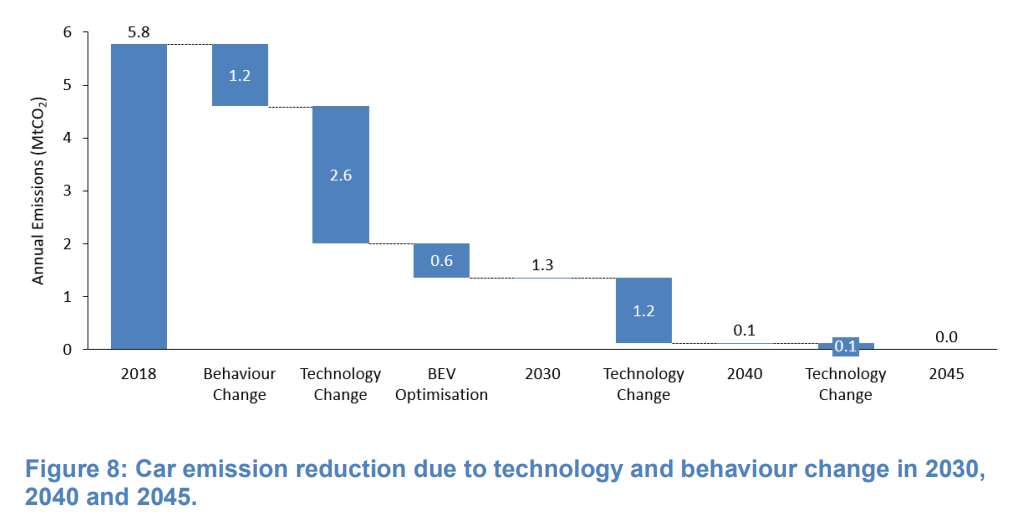 Annual Emissions (MtCO₂)
6
5
4
3
2
1
0
5.8
1.2
2.6
0.6
1.3
1.2
0.1
0.1
0.0
2018
Behaviour
Change
Technology
Change
BEV
Optimisation
2030
Technology
Change
2040
Technology
Change
2045
Figure 8: Car emission reduction due to technology and behaviour change in 2030,
2040 and 2045.